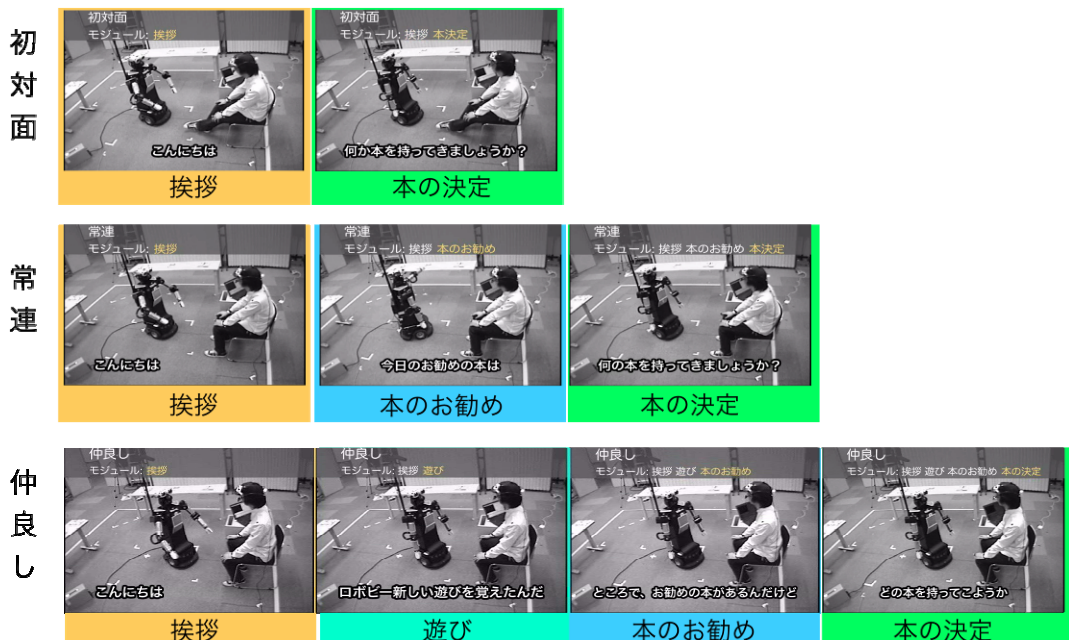 初対面
初対面
モジュール: 挨拶
こんにちは
挨拶
初対面
モジュール: 挨拶 本決定
何か本を持ってきましょうか？
本の決定
常連
常連
モジュール: 挨拶
こんにちは
挨拶
常連
モジュール: 挨拶 本のお勧め
今日のお勧めの本は
本のお勧め
常連
モジュール: 挨拶 本のお勧め 本決定
何の本を持ってきましょうか？
本の決定
仲良し
仲良し
モジュール: 挨拶
こんにちは
挨拶
仲良し
モジュール: 挨拶 遊び
ロボビー新しい遊びを覚えたんだ
遊び
仲良し
モジュール: 挨拶 遊び 本のお勧め
ところで、お勧めの本があるんだけど
本のお勧め
仲良し
モジュール: 挨拶 遊び 本のお勧め 本の決定
どの本を持ってこようか
本の決定